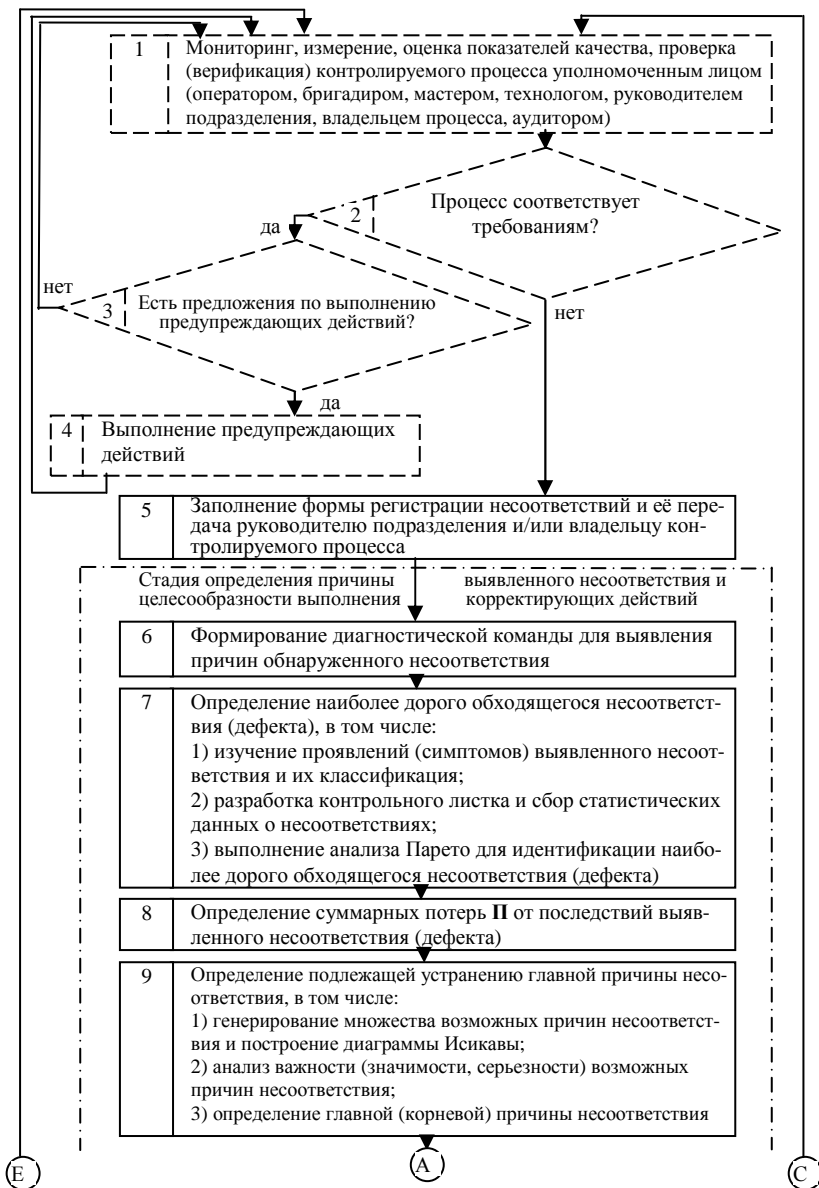 1 Мониторинг, измерение, оценка показателей качества, проверка
(верификация) контролируемого процесса уполномоченным лицом
(оператором, бригадиром, мастером, технологом, руководителем
подразделения, владельцем процесса, аудитором)
2 Процесс соответствует
требованиям?
да
нет
3 Есть предложения по выполнению
предупреждающих действий?
нет
да
4 Выполнение предупреждающих
действий
5 Заполнение формы регистрации несоответствий и её пере-
дача руководителю подразделения и/или владельцу кон-
тролируемого процесса
Стадия определения причины выявленного несоответствия и
целесообразности выполнения корректирующих действий
6 Формирование диагностической команды для выявления
причин обнаруженного несоответствия
7 Определение наиболее дорого обходящегося несоответст-
вия (дефекта), в том числе:
1) изучение проявлений (симптомов) выявленного несоот-
ветствия и их классификация;
2) разработка контрольного листка и сбор статистических
данных о несоответствиях;
3) выполнение анализа Парето для идентификации наибо-
лее дорого обходящегося несоответствия (дефекта)
8 Определение суммарных потерь П от последствий выяв-
ленного несоответствия (дефекта)
9 Определение подлежащей устранению главной причины несо-
ответствия, в том числе:
1) генерирование множества возможных причин несоответст-
вия и построение диаграммы Исикавы;
2) анализ важности (значимости, серьезности) возможных
причин несоответствия;
3) определение главной (корневой) причины несоответствия
Е А С